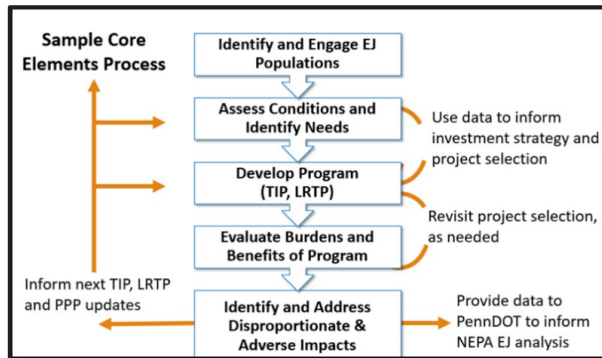 Sample Core
Elements Process
Identify and Engage EJ
Populations
Assess Conditions and
Identify Needs
Use data to inform
investment strategy and
project selection
Develop Program
(TIP, LRTP)
Revisit project selection,
as needed
Evaluate Burdens and
Benefits of Program
Inform next TIP, LRTP
and PPP updates
Identify and Address
Disproportionate &
Adverse Impacts
Provide data to
PennDOT to inform
NEPA EJ analysis